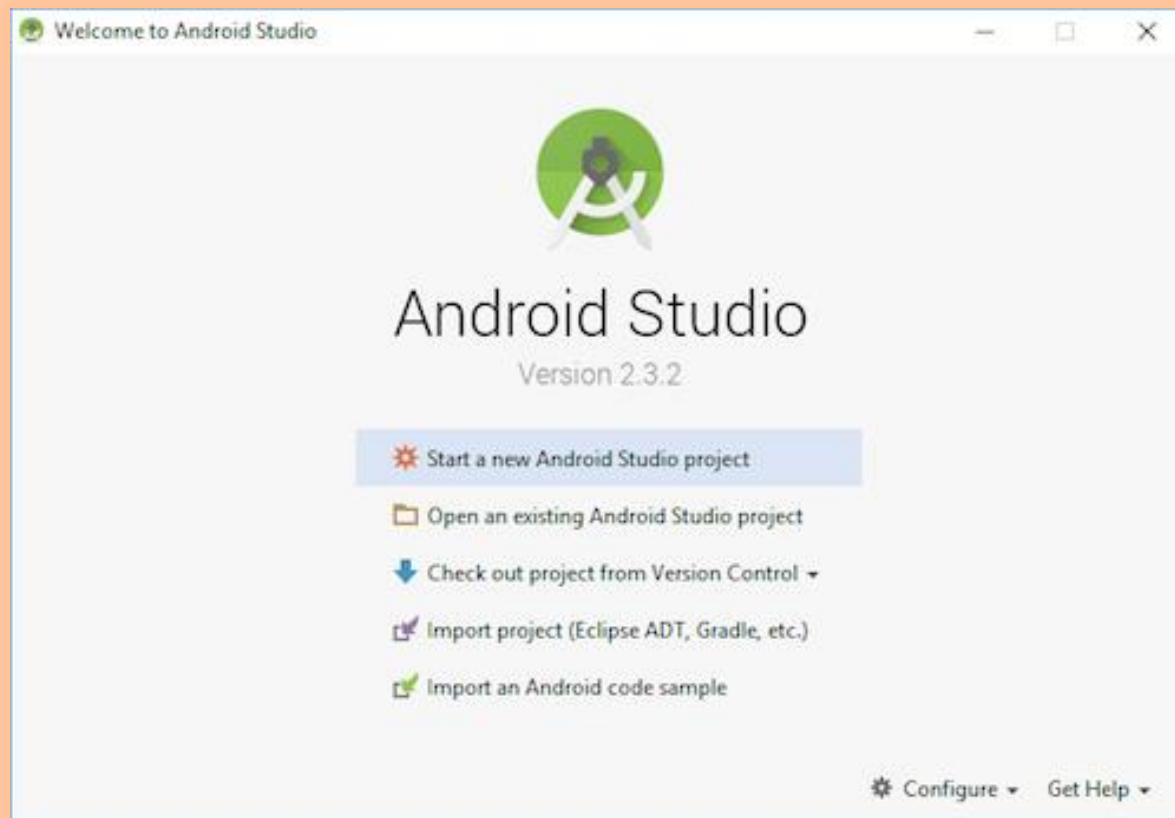 Welcome to Android Studio
Android Studio
Version 2.3.2
Start a new Android Studio project
Open an existing Android Studio project
Check out project from Version Control
Import project (Eclipse ADT, Gradle, etc.)
Import an Android code sample
Configure Get Help